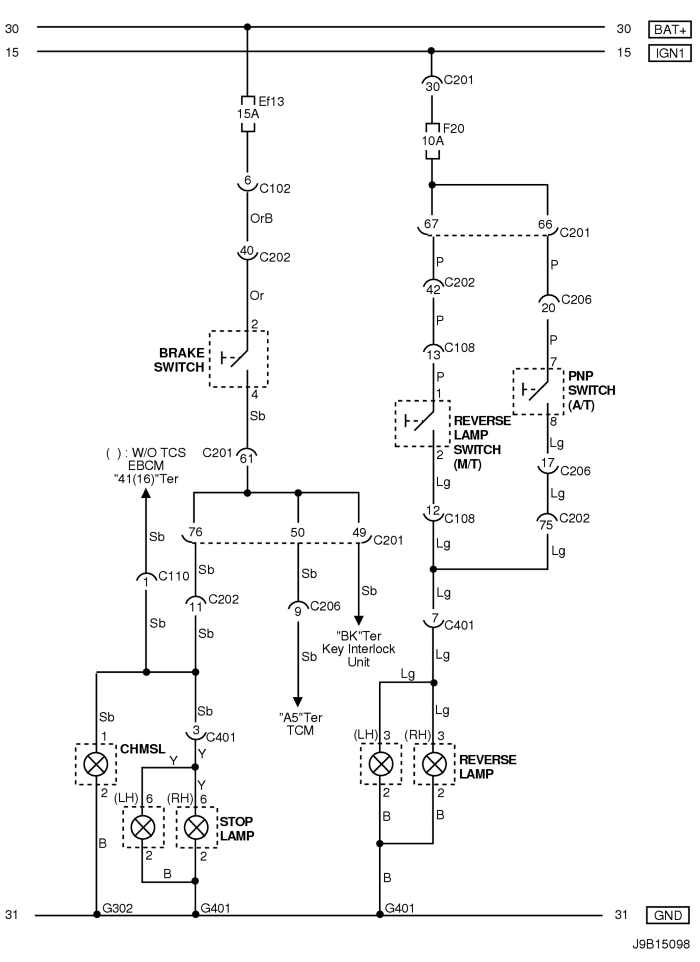 30
30
BAT+
15
15
IGN1
30
C201
Ef13
15A
F20
10A
6
C102
OrB
67
66
C201
40
C202
P
P
C202
42
C206
20
Or
P
P
2
C108
13
BRAKE
SWITCH
P
7
1
PNP
SWITCH
(A/T)
4
8
Sb
REVERSE
LAMP
SWITCH
(M/T)
Lg
2
C201
61
( ) : W/O TCS
EBCM
"41(16)"Ter
17
C206
Lg
Lg
12
C108
75
C202
76
50
49
C201
Sb
Lg
Lg
Sb
Sb
1
C110
Sb
Lg
11
C202
9
C206
7
C401
Sb
Sb
"BK"Ter
Key Interlock
Unit
Sb
Lg
Lg
Sb
Sb
Lg
"A5"Ter
TCM
3
C401
1
CHMSL
Y
Y
(LH)
3
(RH)
3
REVERSE
LAMP
Y
2
(LH)
6
(RH)
6
2
2
STOP
LAMP
B
B
B
2
2
B
B
31
G302
G401
G401
31
GND
J9B15098